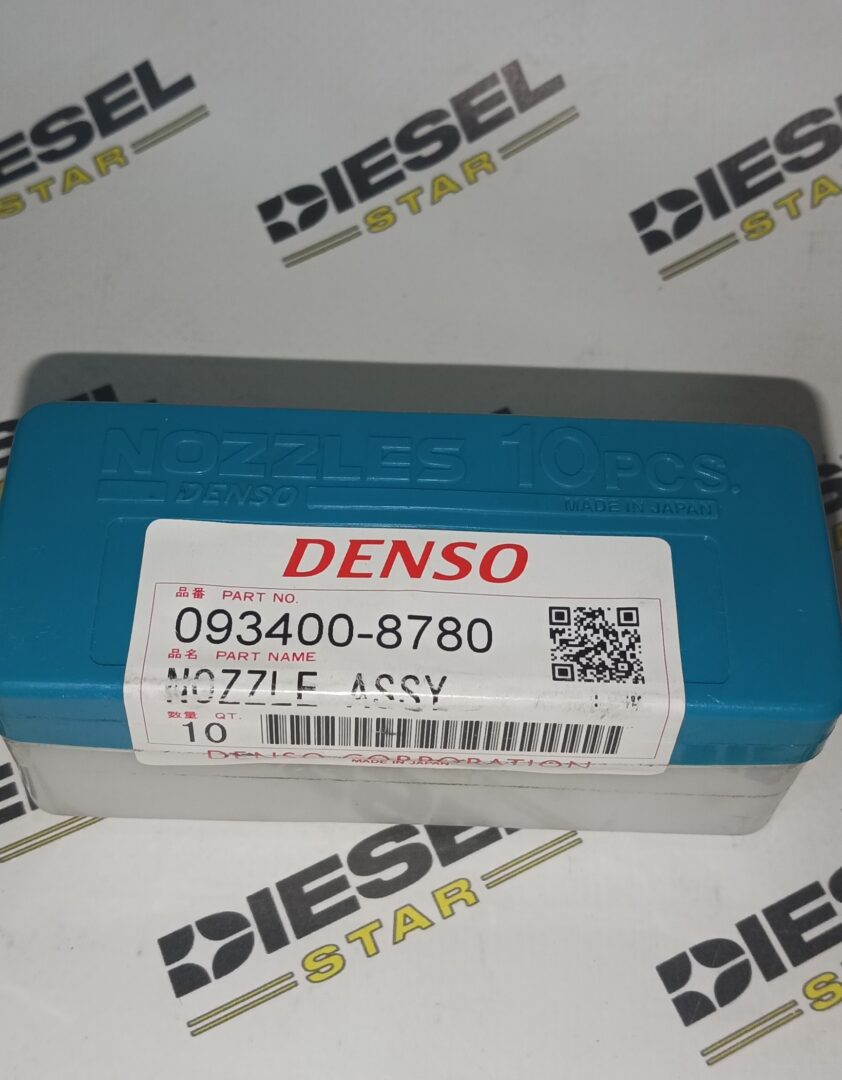 DIESEL
STAR
DIESEL
STAR
DIESEL
STAR
NOZZLES 10PCS.
DENSO
MADE IN JAPAN
DENSO
品番 PART NO.
093400-8780
品名 PART NAME
NOZZLE ASSY
数量 QT.
10
DENSO CORPORATION
MADE IN JAPAN
DIESEL
STAR
DIESEL
STAR